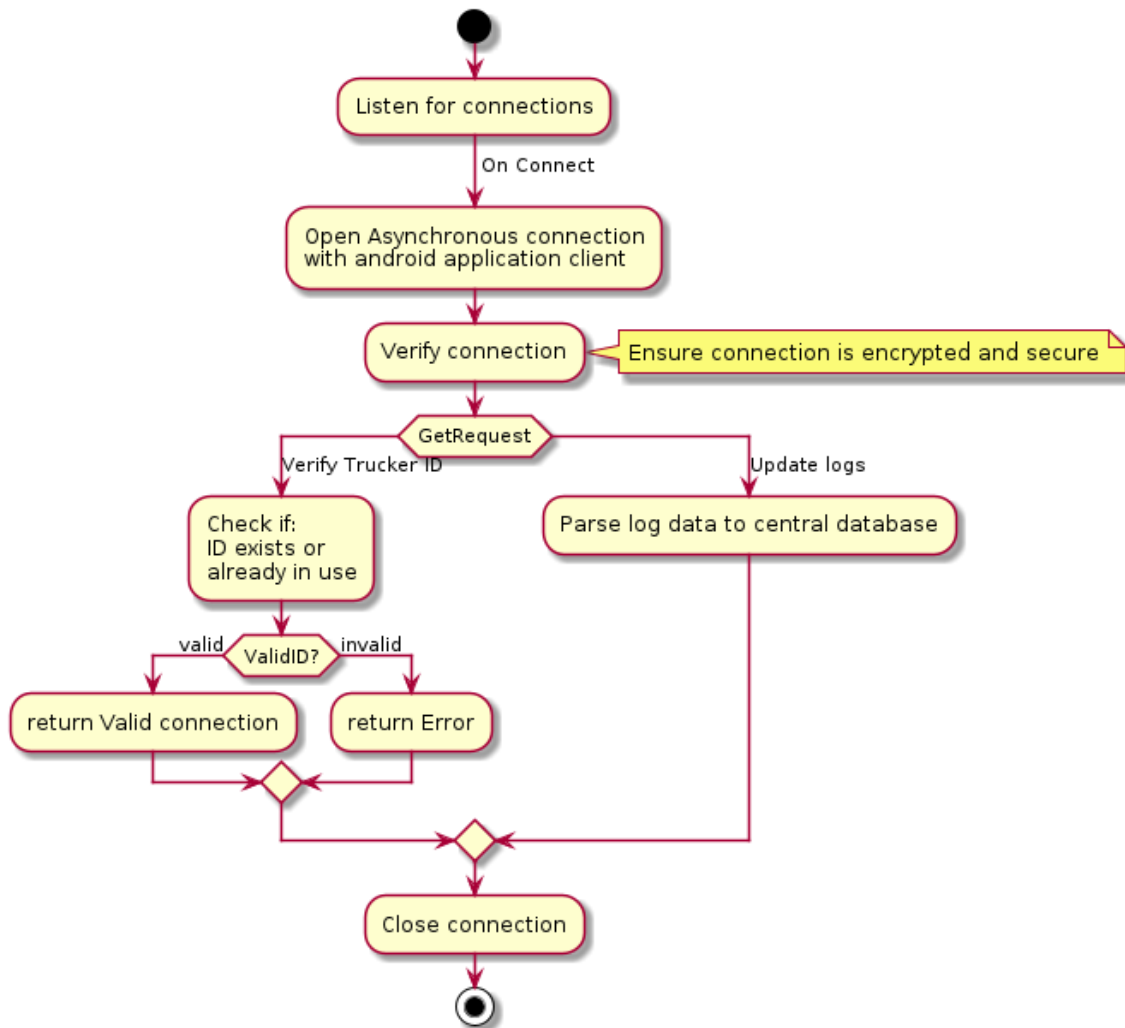 Listen for connections
On Connect
Open Asynchronous connection
with android application client
Verify connection
Ensure connection is encrypted and secure
GetRequest
Verify Trucker ID
Update logs
Check if:
ID exists or
already in use
Parse log data to central database
valid
ValidID?
invalid
return Valid connection
return Error
Close connection